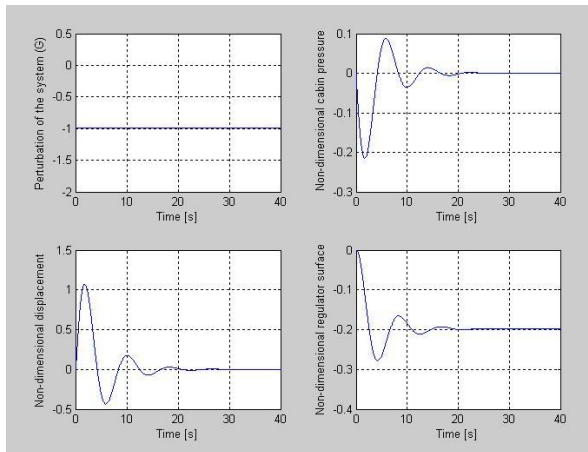 Perturbation of the system (G)
0.5
0
-0.5
-1
-1.5
-2
0 10 20 30 40
Time [s]
Non-dimensional cabin pressure
0.1
0
-0.1
-0.2
-0.3
0 10 20 30 40
Time [s]
Non-dimensional displacement
1.5
1
0.5
0
-0.5
0 10 20 30 40
Time [s]
Non-dimensional regulator surface
0
-0.1
-0.2
-0.3
-0.4
0 10 20 30 40
Time [s]